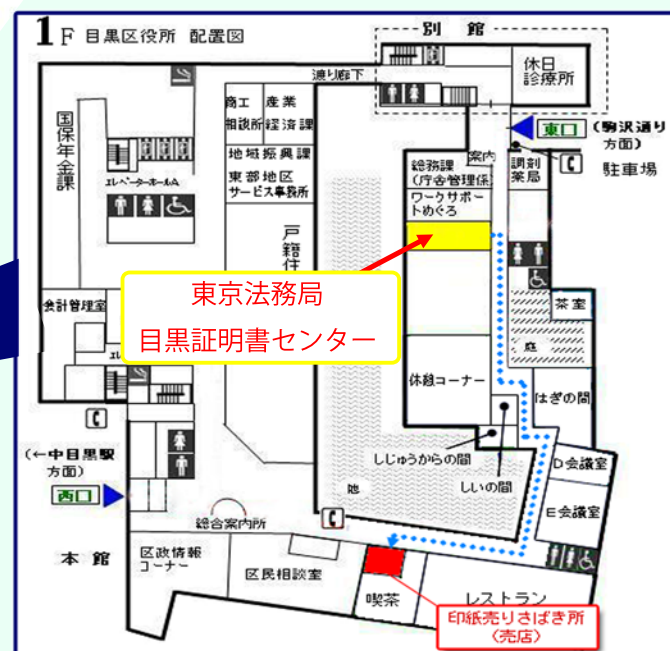 1F 目黒区役所 配置図
別館
休日
診療所
渡り廊下
商工
相談所
産業
経済課
地域振興課
東部地区
サービス事務所
国保年金課
エレベーターホールA
東口
(駒沢通り
方面)
駐車場
案内
調剤
薬局
総務課
(庁舎管理係)
ワークサポー
トめぐろ
東京法務局
目黒証明書センター
戸籍住
会計管理室
エレ
茶室
庭
休憩コーナー
はぎの間
しじゅうからの間
しいの間
D会議室
E会議室
池
(←中目黒駅
方面)
西口
総合案内所
本館
区政情報
コーナー
区民相談室
喫茶
レストラン
印紙売りさばき所
(売店)